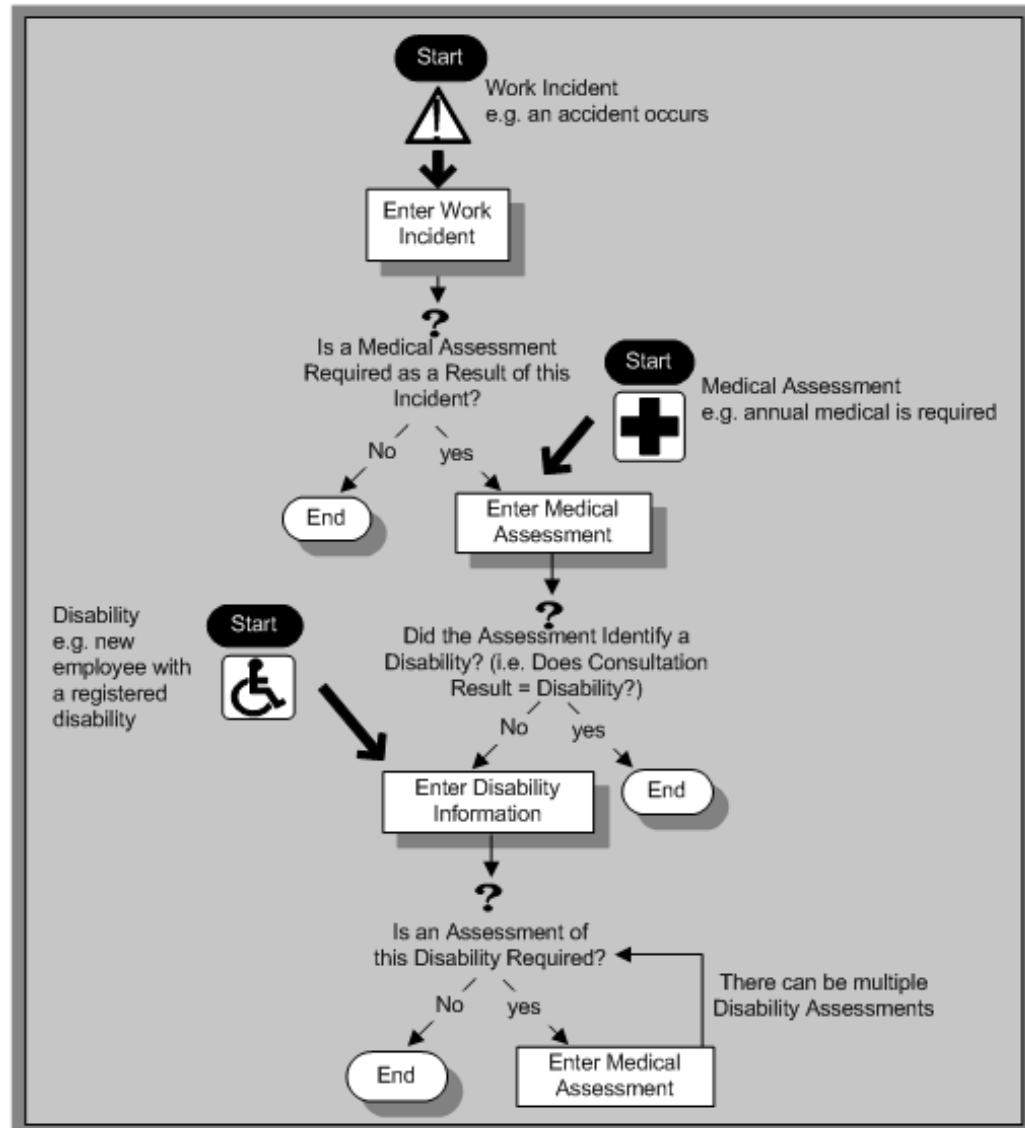 Start
Work Incident
e.g. an accident occurs
Enter Work
Incident
?
Is a Medical Assessment
Required as a Result of this
Incident?
Start
Medical Assessment
e.g. annual medical is required
No
yes
End
Enter Medical
Assessment
?
Disability
e.g. new
employee with
a registered
disability
Start
Did the Assessment Identify a
Disability? (i.e. Does Consultation
Result = Disability?)
No
yes
Enter Disability
Information
End
?
Is an Assessment of
this Disability Required?
There can be multiple
Disability Assessments
No
yes
End
Enter Medical
Assessment